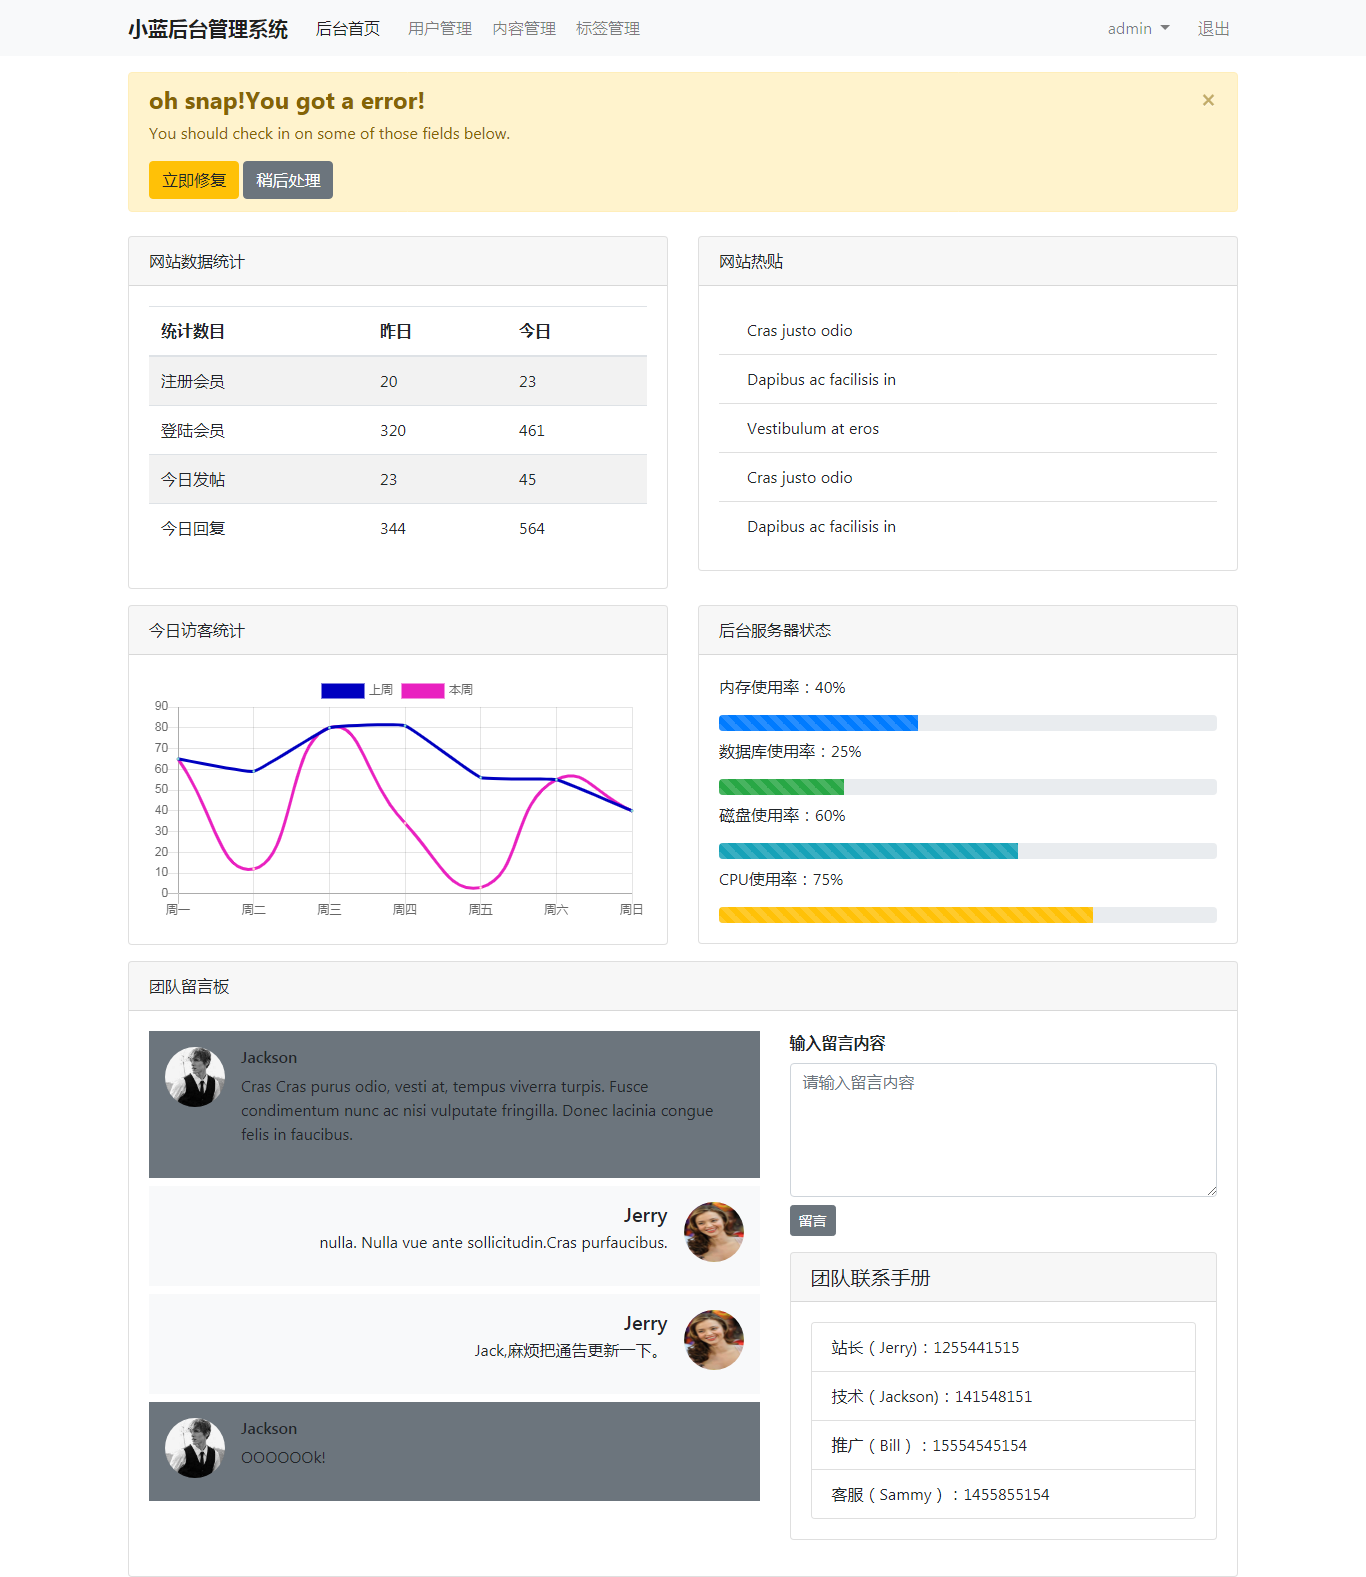 小蓝后台管理系统 后台首页 用户管理 内容管理 标签管理 admin 退出
oh snap!You got a error! ×
You should check in on some of those fields below.
立即修复 稍后处理
网站数据统计
统计数目 昨日 今日
注册会员 20 23
登陆会员 320 461
今日发帖 23 45
今日回复 344 564
网站热贴
Cras justo odio
Dapibus ac facilisis in
Vestibulum at eros
Cras justo odio
Dapibus ac facilisis in
今日访客统计
上周 本周
90
80
70
60
50
40
30
20
10
0
周一 周二 周三 周四 周五 周六 周日
后台服务器状态
内存使用率：40%
数据库使用率：25%
磁盘使用率：60%
CPU使用率：75%
团队留言板
Jackson
Cras Cras purus odio, vesti at, tempus viverra turpis. Fusce
condimentum nunc ac nisi vulputate fringilla. Donec lacinia congue
felis in faucibus.
Jerry
nulla. Nulla vue ante sollicitudin.Cras purfaucibus.
Jerry
Jack,麻烦把通告更新一下。
Jackson
OOOOOOk!
输入留言内容
请输入留言内容
留言
团队联系手册
站长（Jerry)：1255441515
技术（Jackson)：141548151
推广（Bill）：15554545154
客服（Sammy）：1455855154